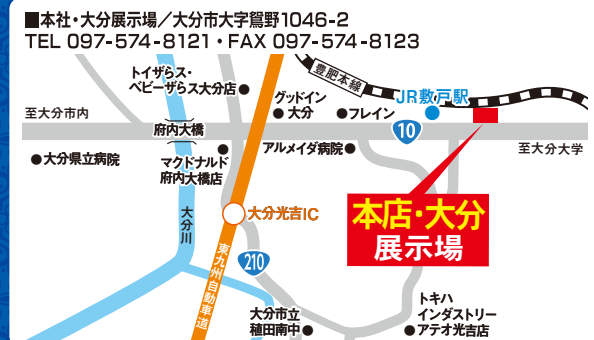 ■本社・大分展示場／大分市大字鴛野1046-2
TEL 097-574-8121・FAX 097-574-8123
トイザらス・
ベビーザらス大分店
グッドイン
大分
フレイン
豊肥本線
JR敷戸駅
至大分市内
府内大橋
10
至大分大学
大分県立病院
マクドナルド
府内大橋店
アルメイダ病院
大分川
大分光吉IC
本店・大分
展示場
東九州自動車道
210
大分市立
稙田南中
トキハ
インダストリー
アテオ光吉店